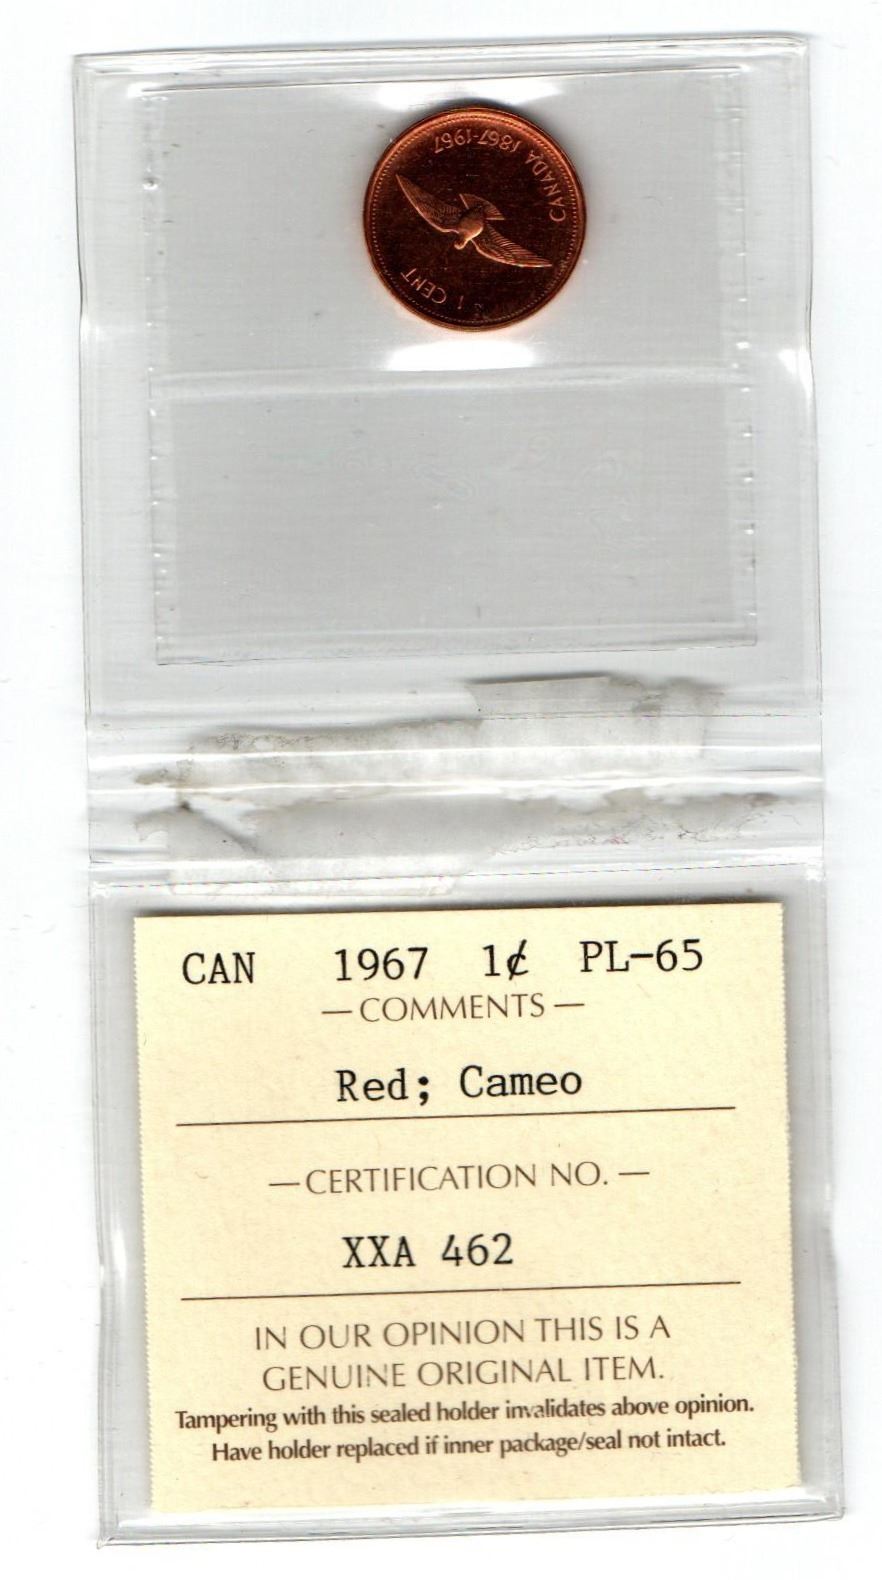 CANADA 1867-1967
1 CENT
CAN 1967 1¢ PL-65
—COMMENTS—
Red; Cameo
—CERTIFICATION NO.—
XXA 462
IN OUR OPINION THIS IS A
GENUINE ORIGINAL ITEM.
Tampering with this sealed holder invalidates above opinion.
Have holder replaced if inner package/seal not intact.